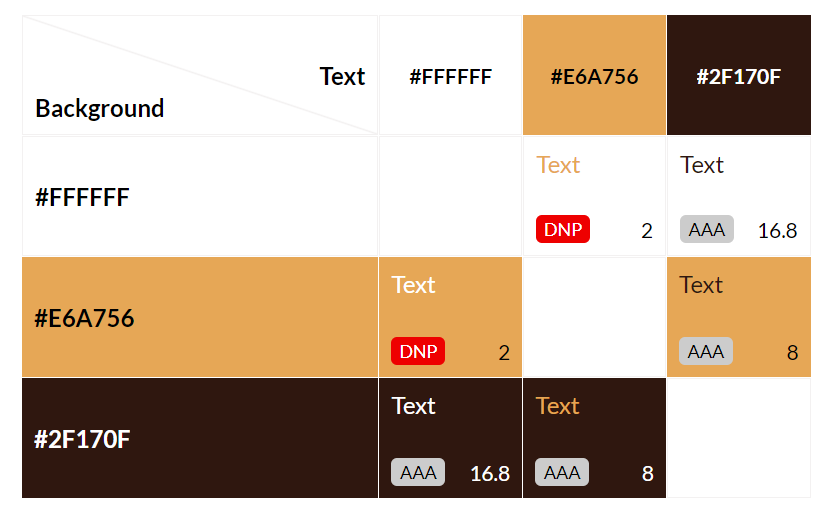 Text
Background
#FFFFFF
#E6A756
#2F170F
#FFFFFF
Text
DNP 2
Text
AAA 16.8
#E6A756
Text
DNP 2
Text
AAA 8
#2F170F
Text
AAA 16.8
Text
AAA 8